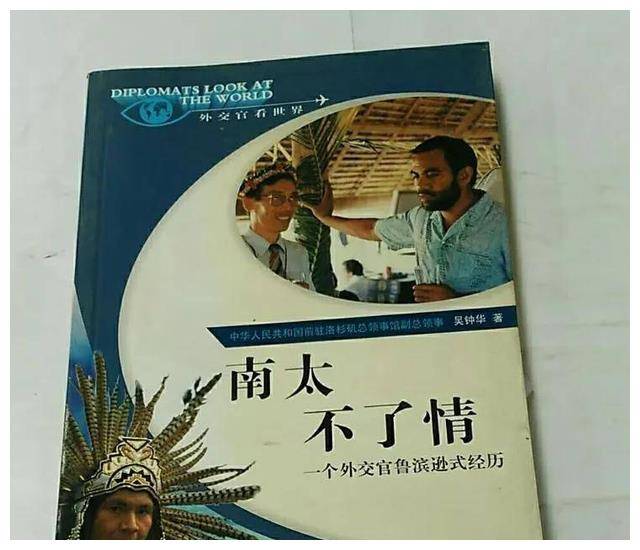 DIPLOMATS LOOK AT
THE WORLD
外交官看世界
中华人民共和国前驻洛杉矶总领事馆副总领事 吴钟华 著
南太
不了情
一个外交官鲁滨逊式经历